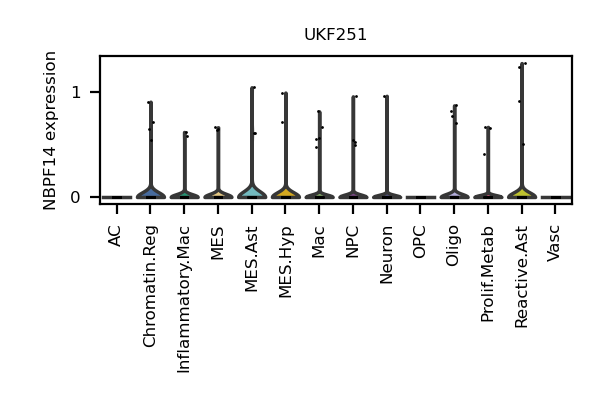 UKF251
NBPF14 expression
1
0
AC
Chromatin.Reg
Inflammatory.Mac
MES
MES.Ast
MES.Hyp
Mac
NPC
Neuron
OPC
Oligo
Prolif.Metab
Reactive.Ast
Vasc